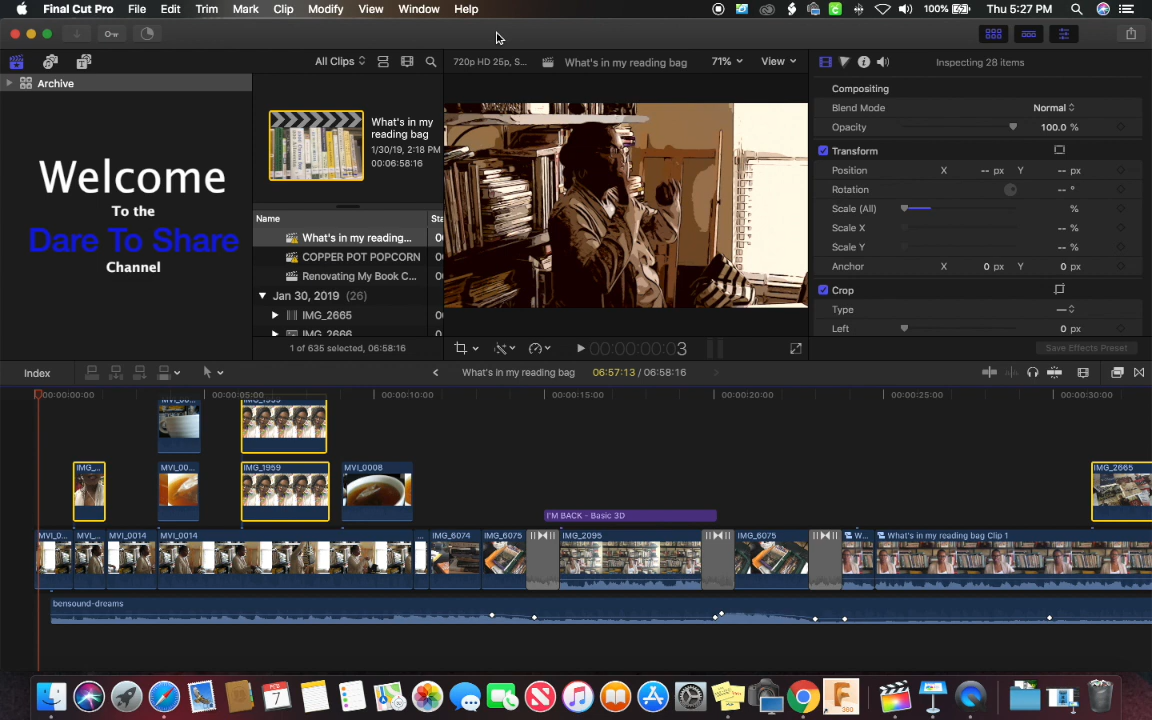 Final Cut Pro File Edit Trim Mark Clip Modify View Window Help 100% Thu 5:27 PM
All Clips
720p HD 25p, S... What's in my reading bag 71% View
Inspecting 28 items
Archive
Welcome
To the
Dare To Share
Channel
What's in my
reading bag
1/30/19, 2:18 PM
00:06:58:16
Name Sta
What's in my reading...
COPPER POT POPCORN
Renovating My Book C...
Jan 30, 2019 (26)
IMG_2665
IMG_2666
1 of 635 selected, 06:58:16
00:00:00:03
Compositing
Blend Mode Normal
Opacity 100.0 %
Transform
Position X -- px Y -- px
Rotation -- °
Scale (All) %
Scale X -- %
Scale Y -- %
Anchor X 0 px Y 0 px
Crop
Type —
Left 0 px
Save Effects Preset
Index What's in my reading bag 06:57:13 / 06:58:16
00:00:00:00 00:00:05:00 00:00:10:00 00:00:15:00 00:00:20:00 00:00:25:00 00:00:30:00
MVI_00... IMG_1959
IMG_... MVI_00... IMG_1959 MVI_0008 IMG_2665
I'M BACK - Basic 3D
MVI_0... MVI_... MVI_0014 MVI_0014 ... IMG_6074 IMG_6075 IMG_2095 IMG_6075 W... What's in my reading bag Clip 1
bensound-dreams
FEB
7
F
360